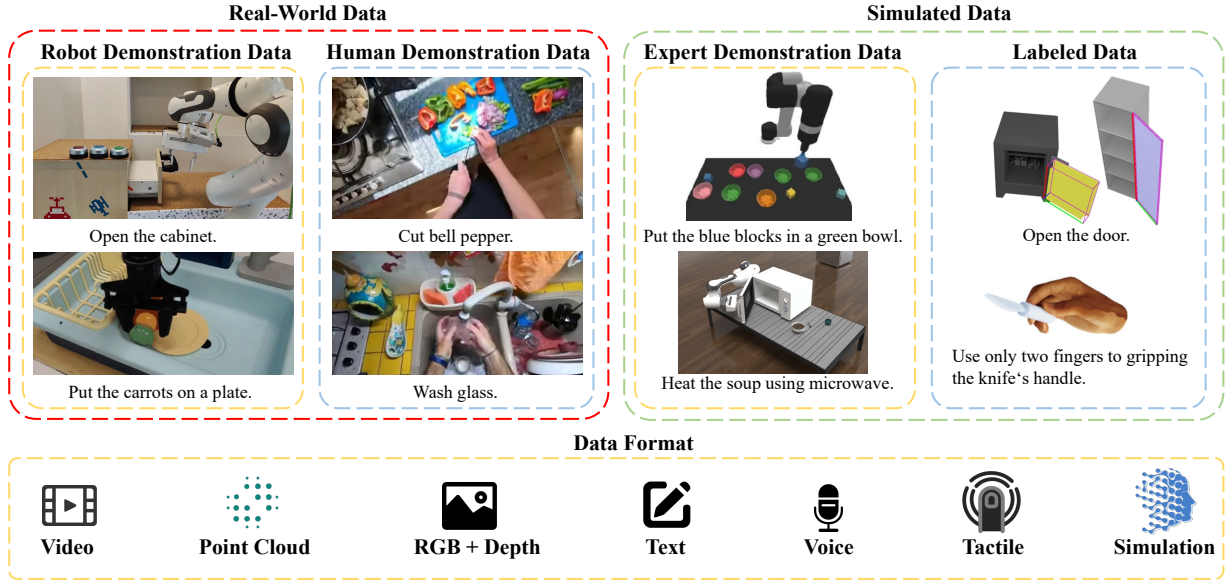 Real-World Data
Simulated Data
Robot Demonstration Data
Human Demonstration Data
Expert Demonstration Data
Labeled Data
Open the cabinet.
Cut bell pepper.
Put the blue blocks in a green bowl.
Open the door.
Put the carrots on a plate.
Wash glass.
Heat the soup using microwave.
Use only two fingers to gripping
the knife‘s handle.
Data Format
Video
Point Cloud
RGB + Depth
Text
Voice
Tactile
Simulation